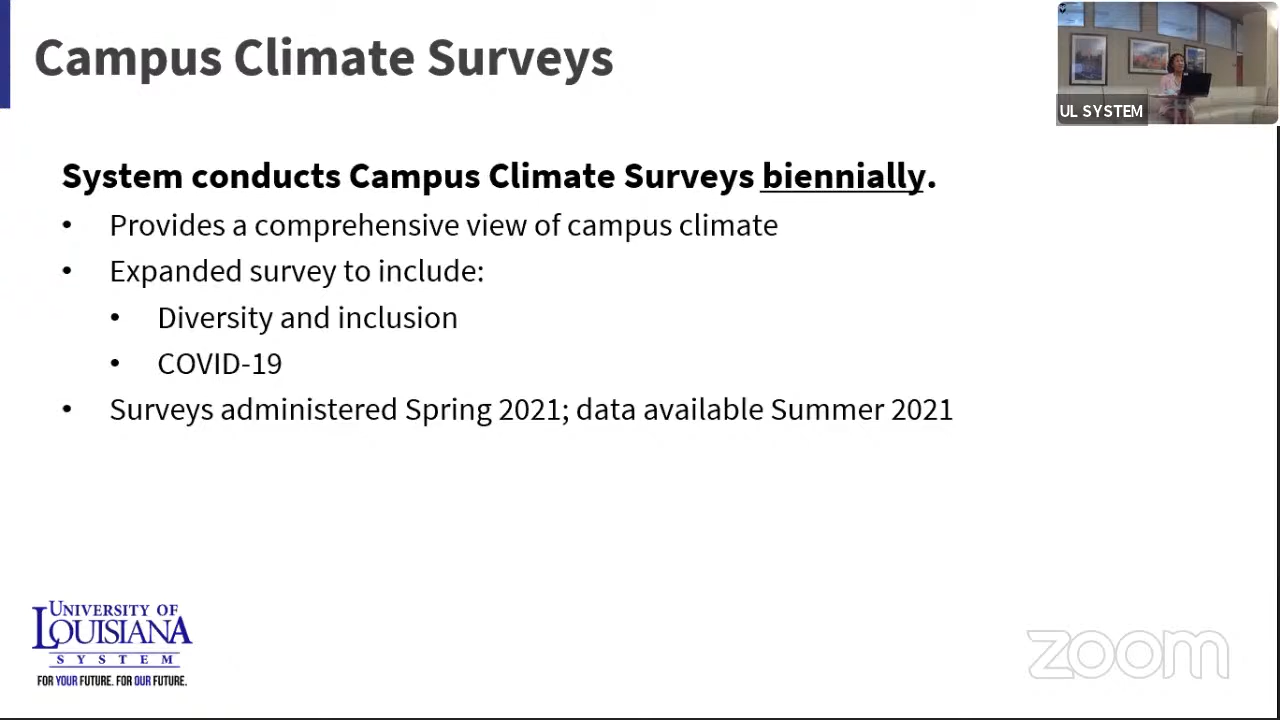 Campus Climate Surveys
UL SYSTEM
System conducts Campus Climate Surveys biennially.
• Provides a comprehensive view of campus climate
• Expanded survey to include:
• Diversity and inclusion
• COVID-19
• Surveys administered Spring 2021; data available Summer 2021
UNIVERSITY OF
LOUISIANA
SYSTEM
FOR YOUR FUTURE. FOR OUR FUTURE.
zoom